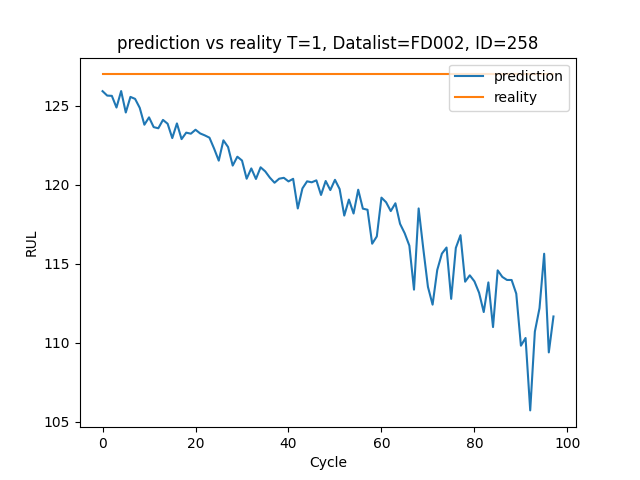 prediction vs reality T=1, Datalist=FD002, ID=258
prediction
reality
125
120
115
110
105
RUL
0 20 40 60 80 100
Cycle